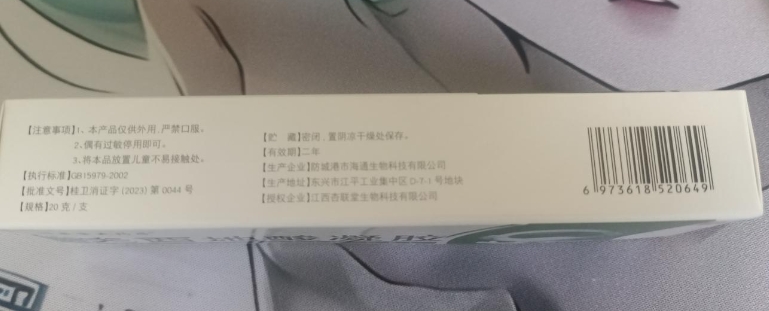 【注意事项】1、本产品仅供外用,严禁口服。
2、偶有过敏停用即可。
3、将本品放置儿童不易接触处。
【执行标准】GB15979-2002
【批准文号】桂卫消证字(2023)第 0044 号
【规格】20 克 / 支
【贮 藏】密闭,置阴凉干燥处保存。
【有效期】二年
【生产企业】防城港市海通生物科技有限公司
【生产地址】东兴市江平工业集中区 D-7-1 号地块
【授权企业】江西杏联堂生物科技有限公司
6 973618 520649